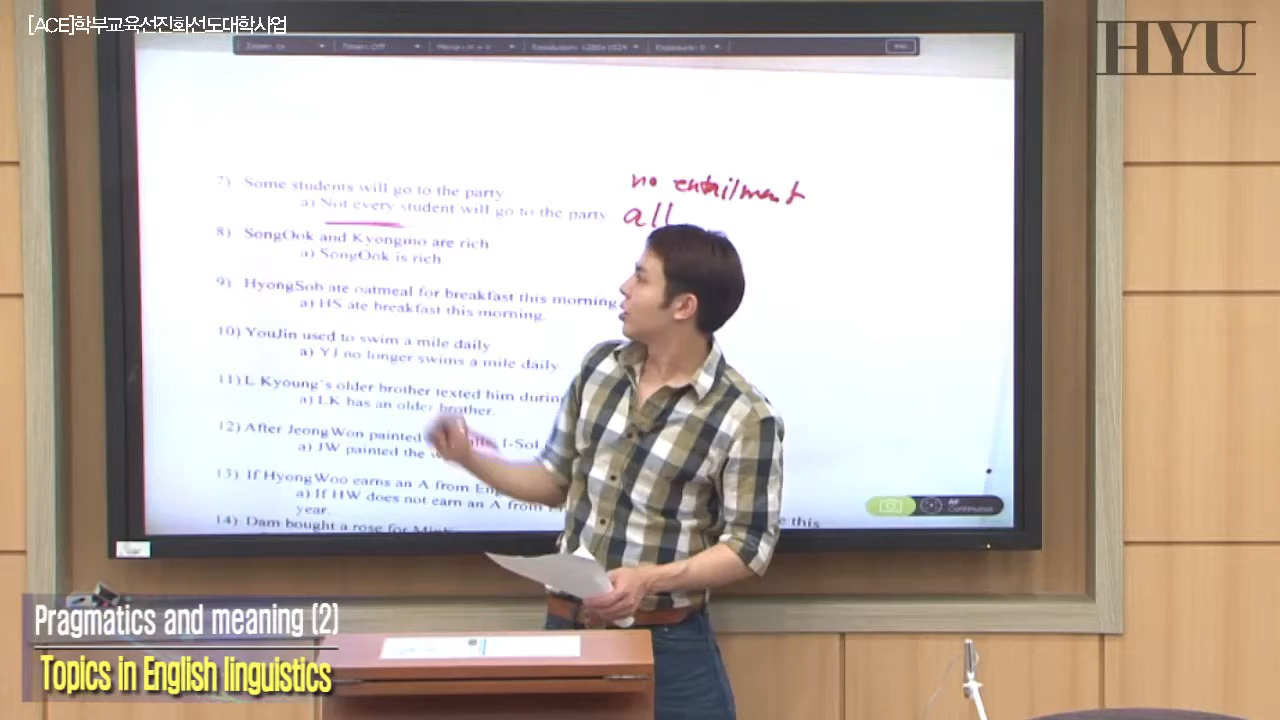 [ACE]학부교육선진화선도대학사업
HYU
7) Some students will go to the party
a) Not every student will go to the party
no entailment
all
8) SongOok and Kyongmo are rich
a) SongOok is rich
9) HyongSob ate oatmeal for breakfast this morning
a) HS ate breakfast this morning.
10) YouJin used to swim a mile daily
a) YJ no longer swims a mile daily
11) L Kyoung's older brother texted him
a) LK has an older brother.
12) After JeongWon painted I-Sol
a) JW painted the
13) If HyongWoo earns an A from
a) If HW does not earn an A from this
year.
14) Dam bought a rose for
AF
Continuous
Pragmatics and meaning (2)
Topics in English linguistics